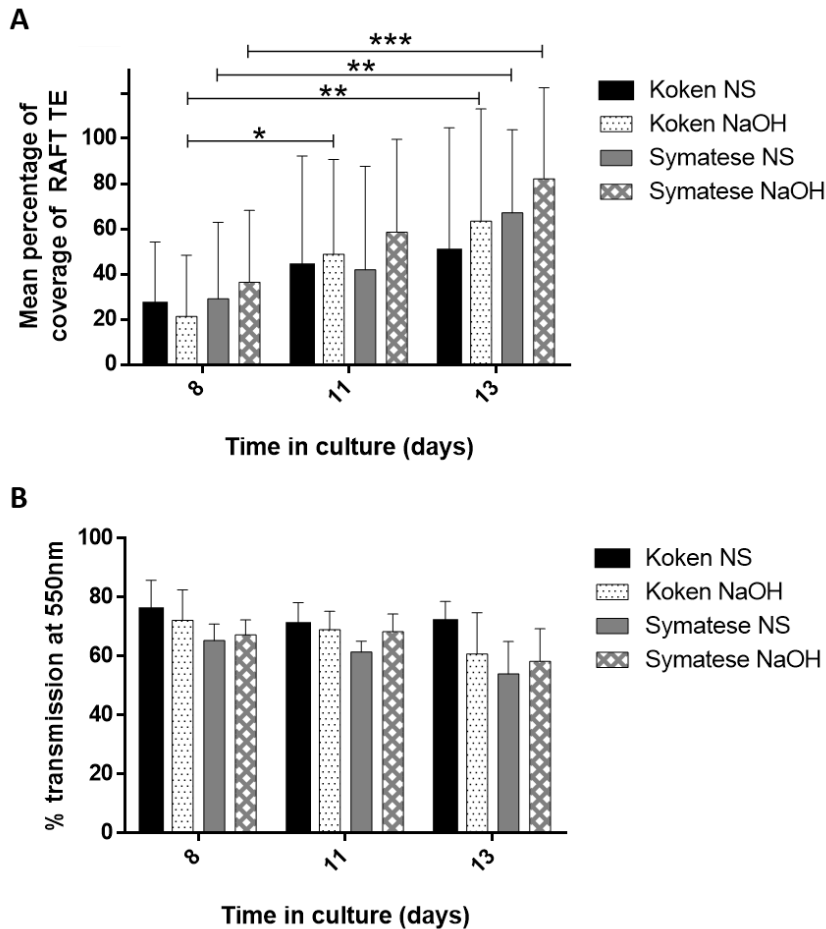 A
***
**
**
*
Mean percentage of
coverage of RAFT TE
100
80
60
40
20
0
8
11
13
Time in culture (days)
Koken NS
Koken NaOH
Symatese NS
Symatese NaOH
B
% transmission at 550nm
100
80
60
40
20
0
8
11
13
Time in culture (days)
Koken NS
Koken NaOH
Symatese NS
Symatese NaOH